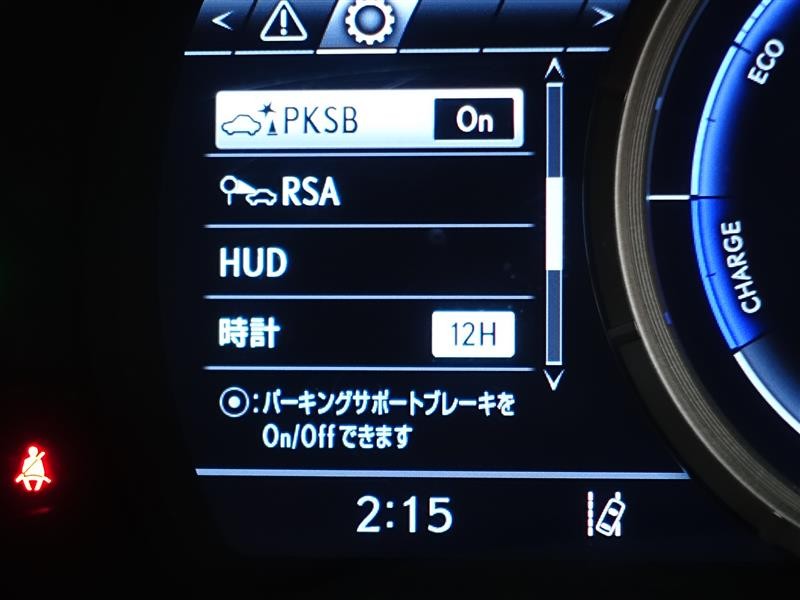 PKSB On
RSA
HUD
時計 12H
:パーキングサポートブレーキを
On/Offできます
2:15
ECO
CHARGE